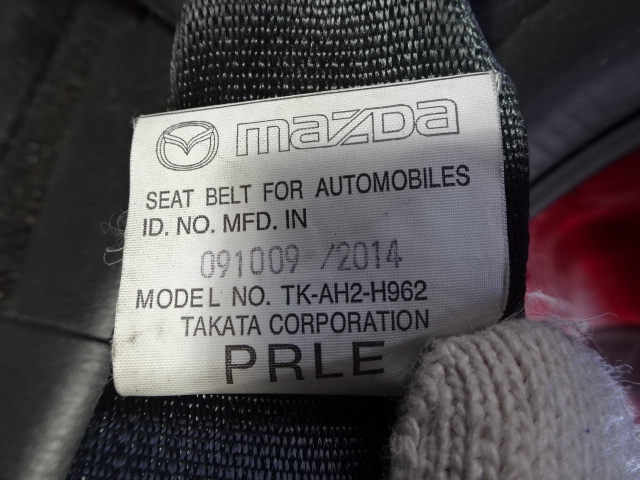 mazda
SEAT BELT FOR AUTOMOBILES
ID. NO. MFD. IN
091009 /2014
MODEL NO. TK-AH2-H962
TAKATA CORPORATION
PRLE